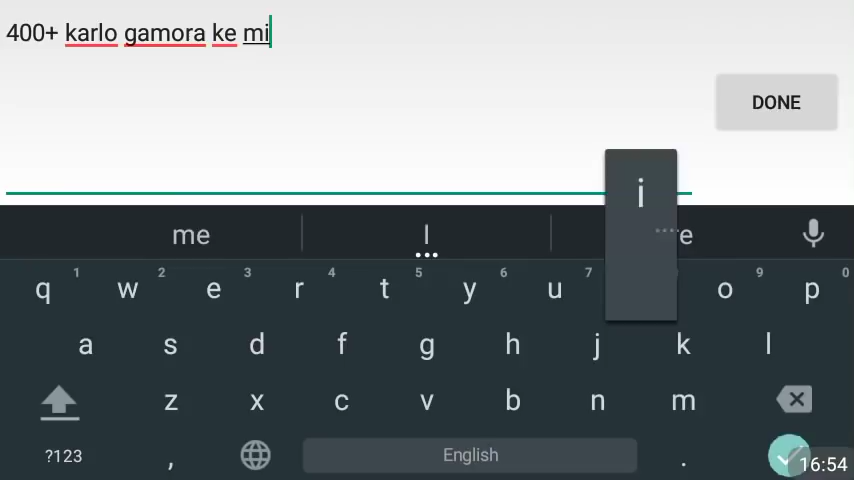 400+ karlo gamora ke mi
DONE
i
me I
1 2 3 4 5 6 7 9 0
q w e r t y u o p
a s d f g h j k l
z x c v b n m
?123 , English .
16:54